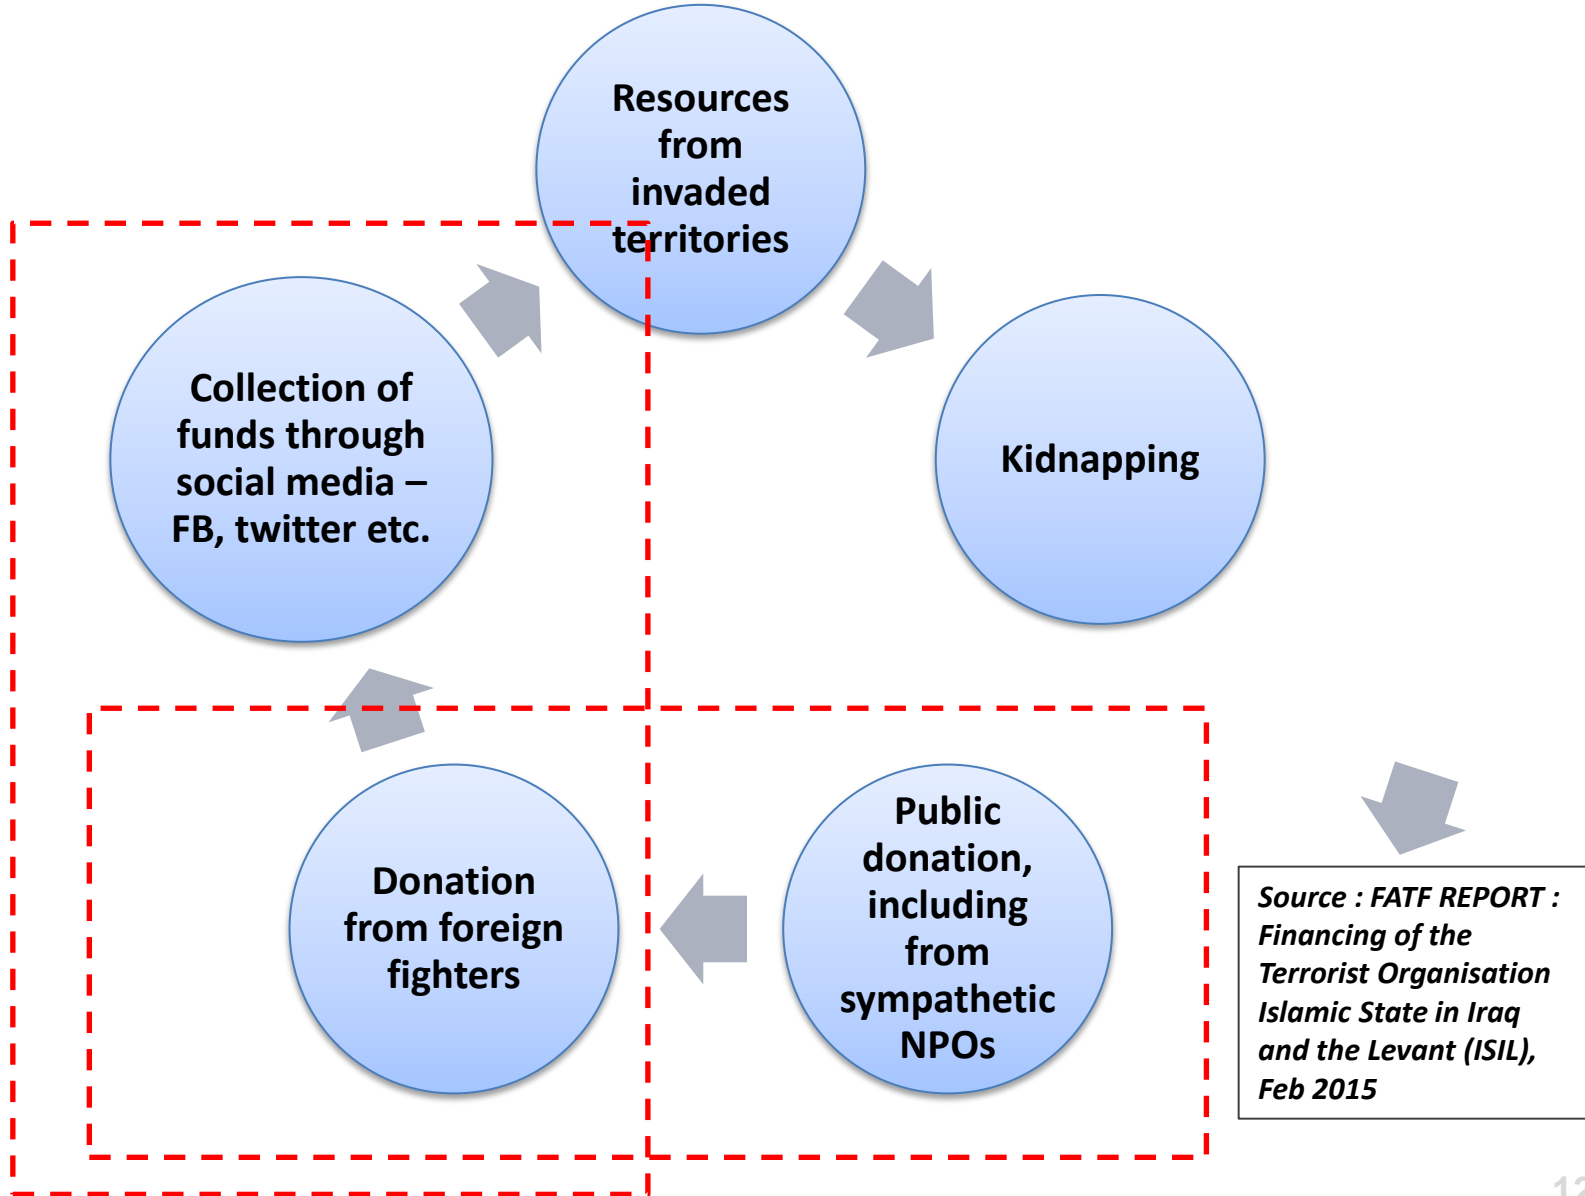 Resources
from
invaded
territories
Collection of
funds through
social media –
FB, twitter etc.
Kidnapping
Donation
from foreign
fighters
Public
donation,
including
from
sympathetic
NPOs
Source : FATF REPORT :
Financing of the
Terrorist Organisation
Islamic State in Iraq
and the Levant (ISIL),
Feb 2015
12